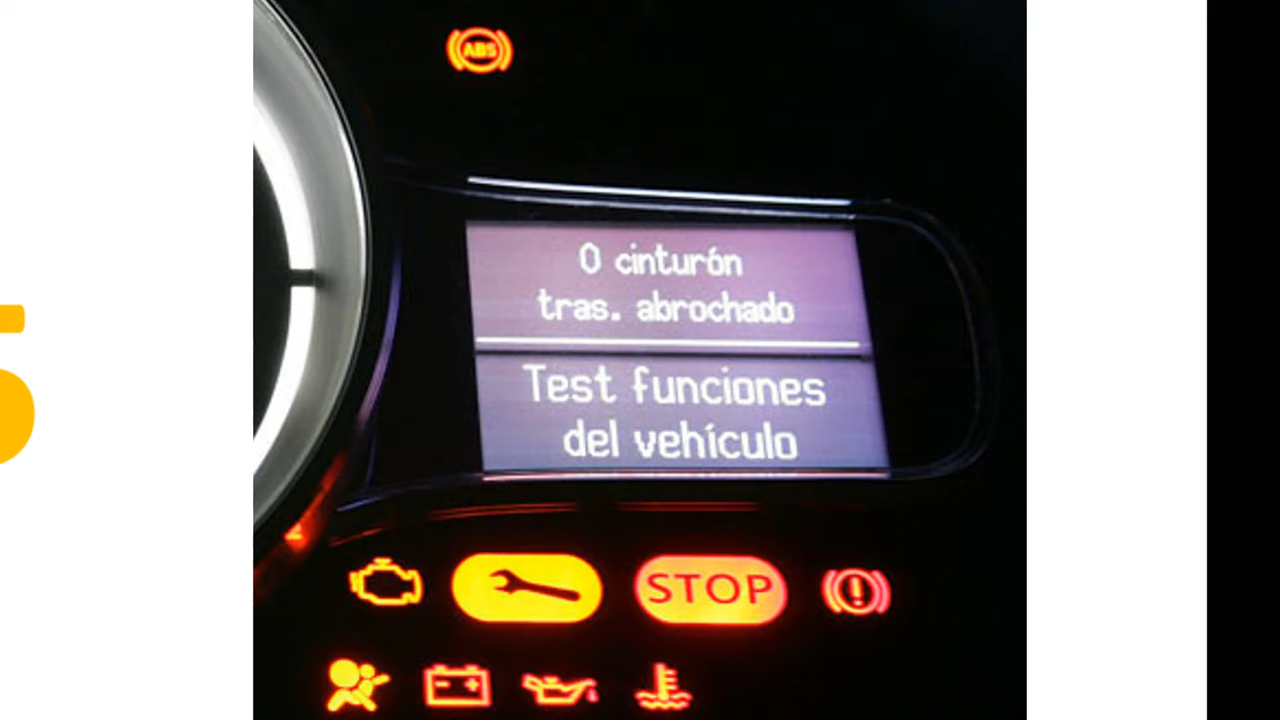 ABS
0 cinturón
tras. abrochado
Test funciones
del vehículo
STOP